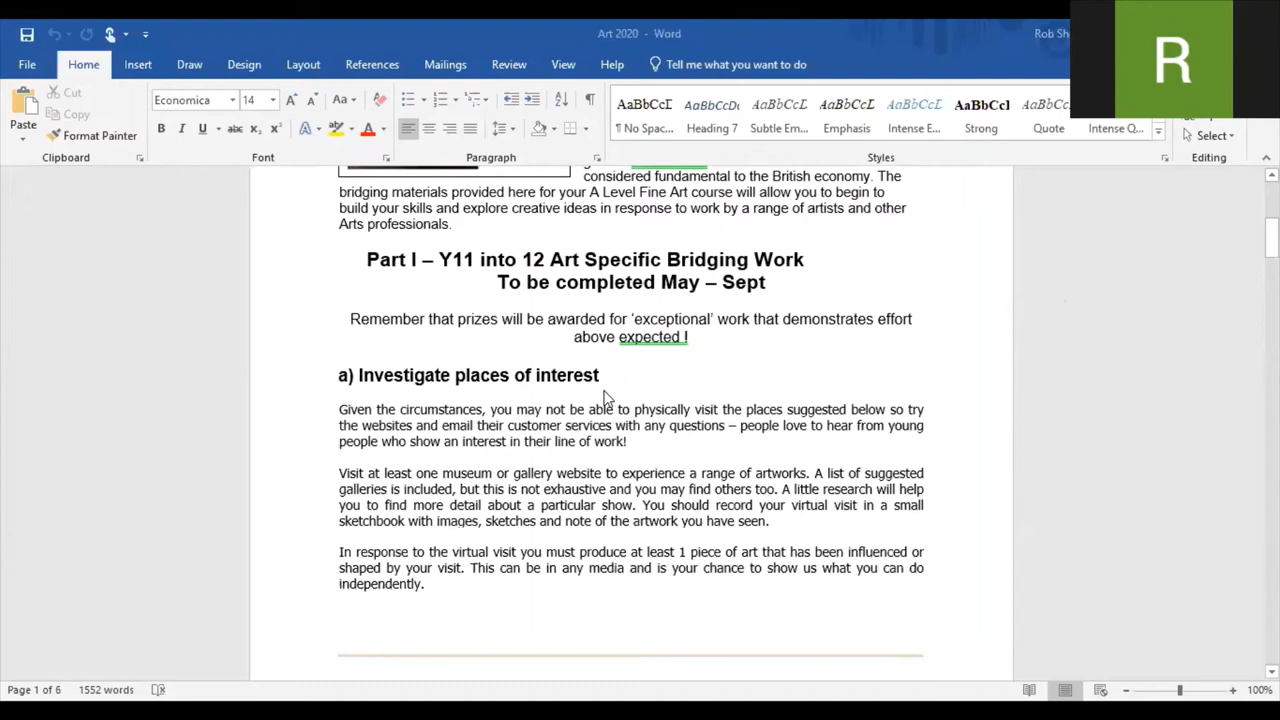 Art 2020 - Word
Rob Sh
R
File Home Insert Draw Design Layout References Mailings Review View Help Tell me what you want to do
Paste
Cut
Copy
Format Painter
Economica 14
B I U abc x₂ x²
AaBbCcI AaBbCcDc AaBbCcL AaBbCcL AaBbCcL AaBbCcI AaBbCcL
¶ No Spac... Heading 7 Subtle Em... Emphasis Intense E... Strong Quote Intense Q...
Select
Clipboard Font Paragraph Styles Editing
considered fundamental to the British economy. The
bridging materials provided here for your A Level Fine Art course will allow you to begin to
build your skills and explore creative ideas in response to work by a range of artists and other
Arts professionals.
Part I – Y11 into 12 Art Specific Bridging Work
To be completed May – Sept
Remember that prizes will be awarded for ‘exceptional’ work that demonstrates effort
above expected !
a) Investigate places of interest
Given the circumstances, you may not be able to physically visit the places suggested below so try
the websites and email their customer services with any questions – people love to hear from young
people who show an interest in their line of work!
Visit at least one museum or gallery website to experience a range of artworks. A list of suggested
galleries is included, but this is not exhaustive and you may find others too. A little research will help
you to find more detail about a particular show. You should record your virtual visit in a small
sketchbook with images, sketches and note of the artwork you have seen.
In response to the virtual visit you must produce at least 1 piece of art that has been influenced or
shaped by your visit. This can be in any media and is your chance to show us what you can do
independently.
Page 1 of 6 1552 words 100%